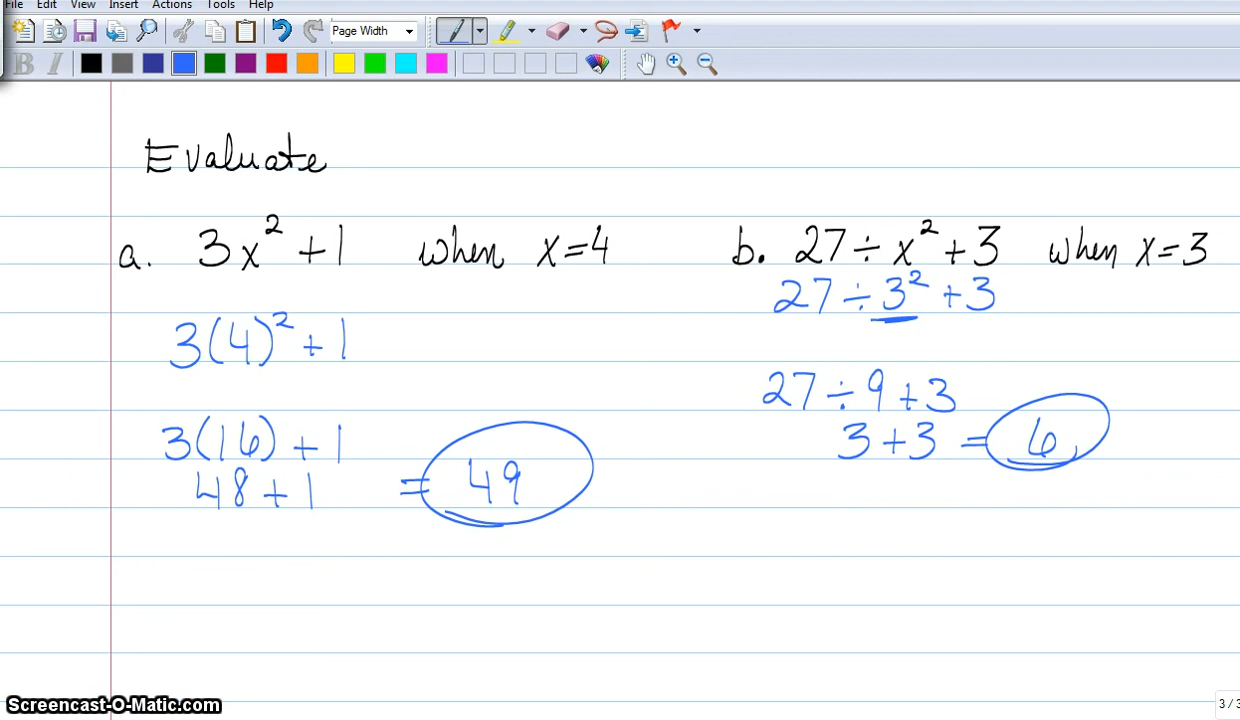 File Edit View Insert Actions Tools Help
Page Width
B I
Evaluate
a. 3x² + 1 when x = 4
3(4)² + 1
3(16) + 1
48 + 1 = 49
b. 27 ÷ x² + 3 when x = 3
27 ÷ 3² + 3
27 ÷ 9 + 3
3 + 3 = 6
Screencast-O-Matic.com
3 / 3